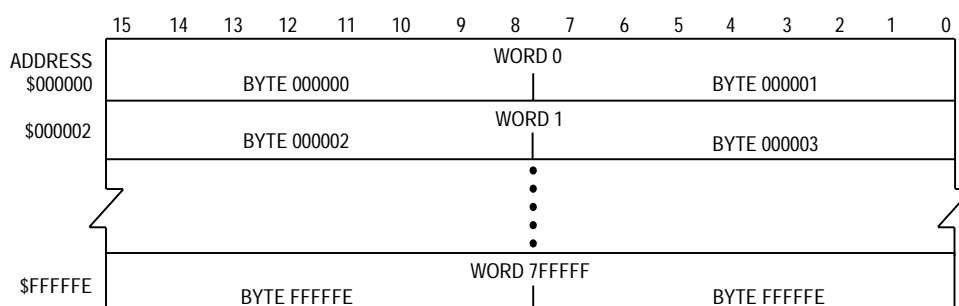 15 14 13 12 11 10 9 8 7 6 5 4 3 2 1 0
ADDRESS
$000000
WORD 0
BYTE 000000 BYTE 000001
$000002
WORD 1
BYTE 000002 BYTE 000003
$FFFFFE
WORD 7FFFFF
BYTE FFFFFE BYTE FFFFFE